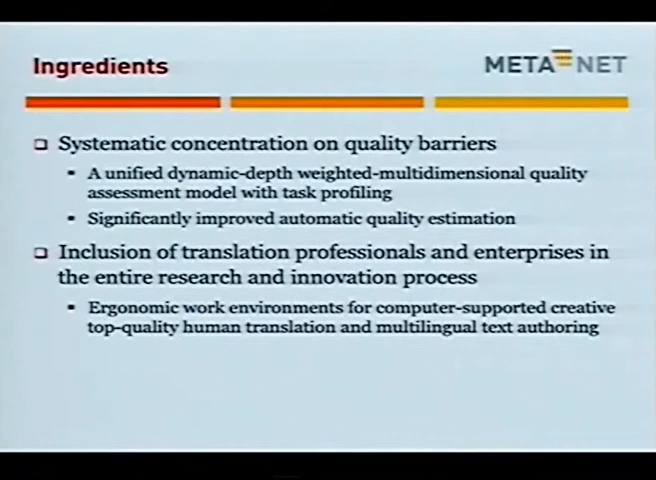 Ingredients
META NET
Systematic concentration on quality barriers
A unified dynamic-depth weighted-multidimensional quality
assessment model with task profiling
Significantly improved automatic quality estimation
Inclusion of translation professionals and enterprises in
the entire research and innovation process
Ergonomic work environments for computer-supported creative
top-quality human translation and multilingual text authoring